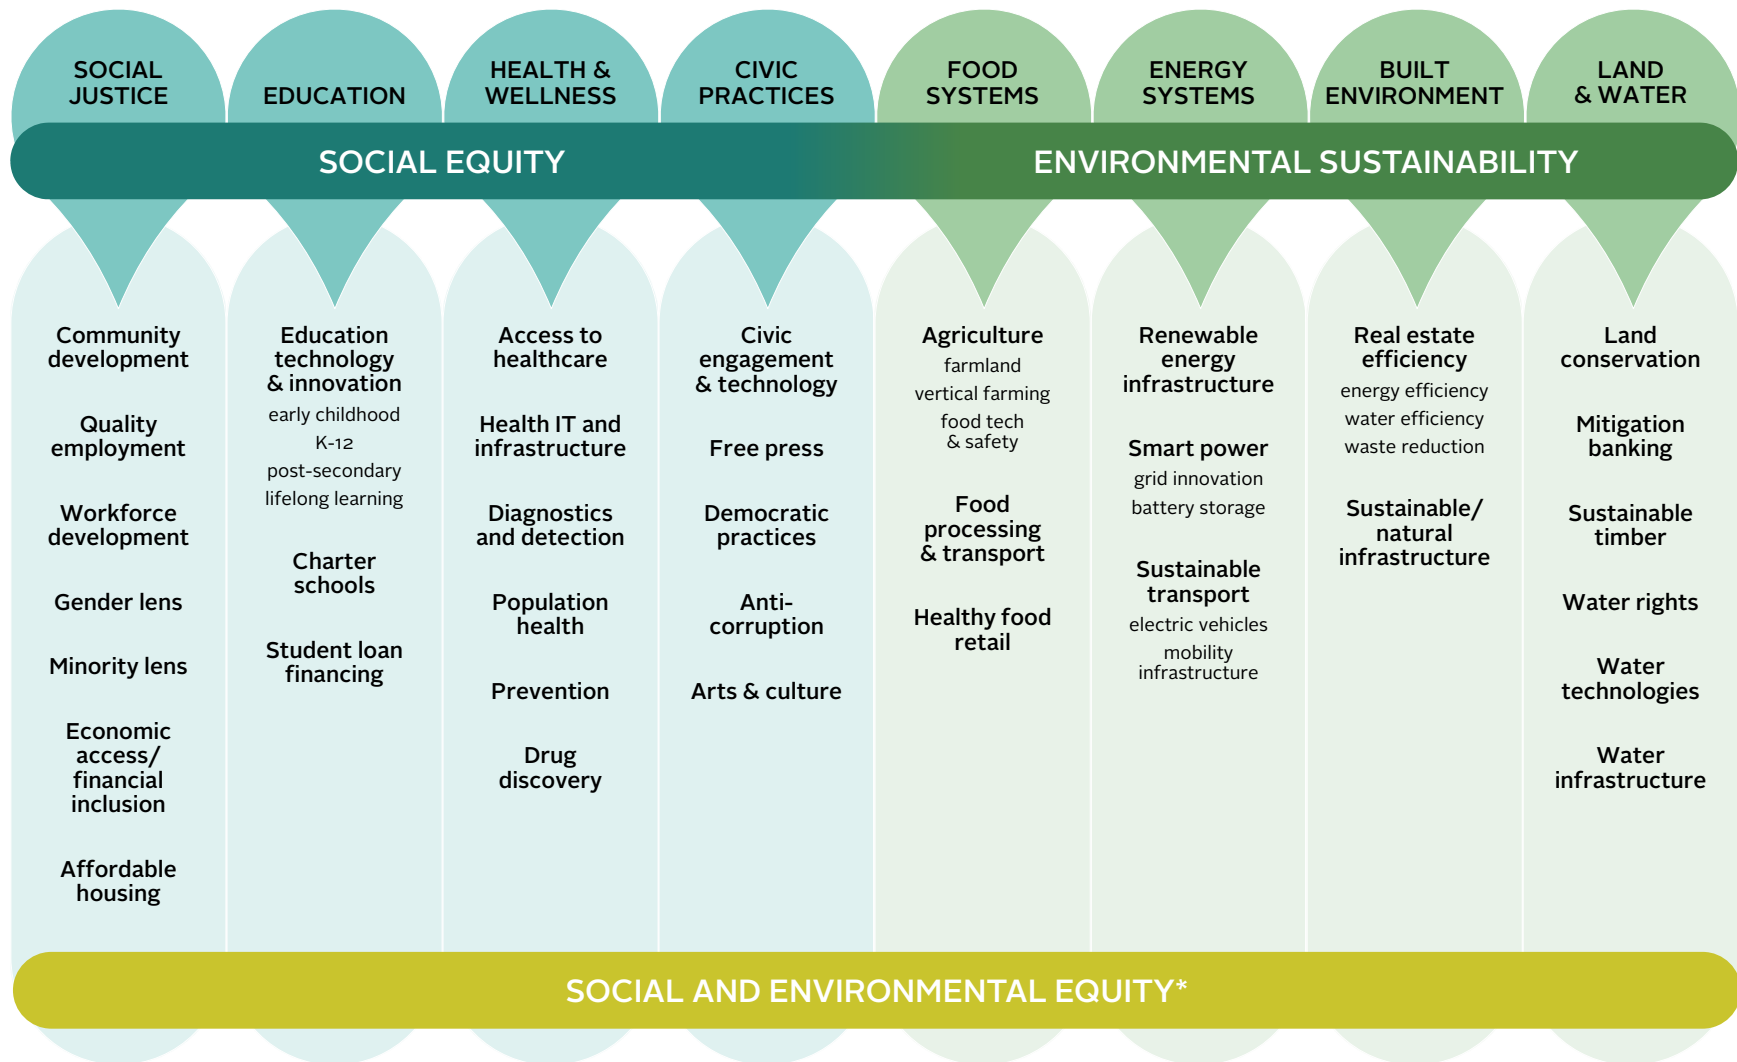 SOCIAL
JUSTICE
EDUCATION
HEALTH &
WELLNESS
CIVIC
PRACTICES
FOOD
SYSTEMS
ENERGY
SYSTEMS
BUILT
ENVIRONMENT
LAND
& WATER
SOCIAL EQUITY
ENVIRONMENTAL SUSTAINABILITY
Community
development
Quality
employment
Workforce
development
Gender lens
Minority lens
Economic
access/
financial
inclusion
Affordable
housing
Education
technology
& innovation
early childhood
K-12
post-secondary
lifelong learning
Charter
schools
Student loan
financing
Access to
healthcare
Health IT and
infrastructure
Diagnostics
and detection
Population
health
Prevention
Drug
discovery
Civic
engagement
& technology
Free press
Democratic
practices
Anti-
corruption
Arts & culture
Agriculture
farmland
vertical farming
food tech
& safety
Food
processing
& transport
Healthy food
retail
Renewable
energy
infrastructure
Smart power
grid innovation
battery storage
Sustainable
transport
electric vehicles
mobility
infrastructure
Real estate
efficiency
energy efficiency
water efficiency
waste reduction
Sustainable/
natural
infrastructure
Land
conservation
Mitigation
banking
Sustainable
timber
Water rights
Water
technologies
Water
infrastructure
SOCIAL AND ENVIRONMENTAL EQUITY*